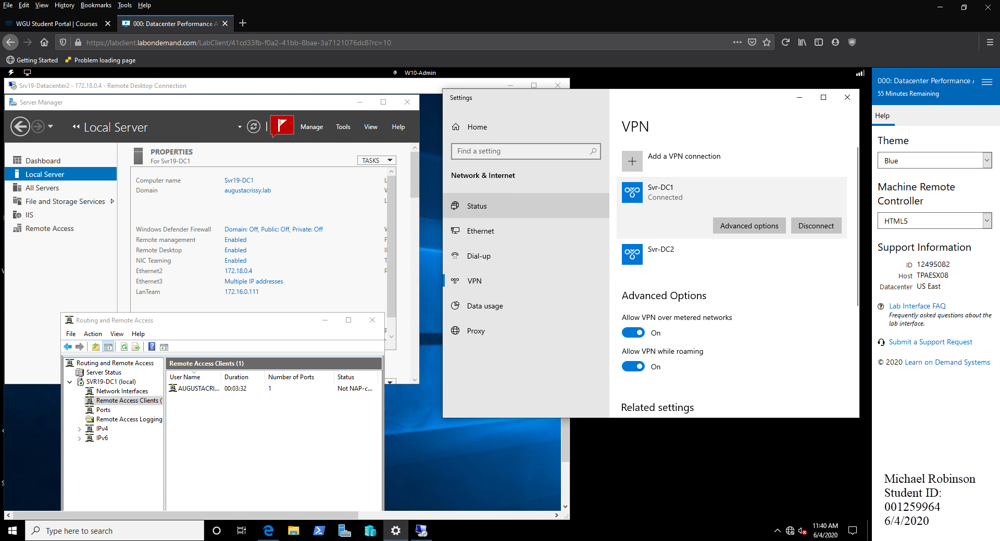 File Edit View History Bookmarks Tools Help
WGU Student Portal | Courses
000: Datacenter Performance A
https://labclient.labondemand.com/LabClient/41cd33fb-f0a2-41bb-8bae-3a7121076dc8?rc=10
Getting Started
Problem loading page
W10-Admin
Srv19-Datacenter2 - 172.18.0.4 - Remote Desktop Connection
Server Manager
Local Server
Manage Tools View Help
Dashboard
Local Server
All Servers
File and Storage Services
IIS
Remote Access
PROPERTIES
For Svr19-DC1
TASKS
Computer name Svr19-DC1
Domain augustacrissy.lab
Windows Defender Firewall Domain: Off, Public: Off, Private: Off
Remote management Enabled
Remote Desktop Enabled
NIC Teaming Enabled
Ethernet2 172.18.0.4
Ethernet3 Multiple IP addresses
LanTeam 172.16.0.111
Routing and Remote Access
File Action View Help
Routing and Remote Access
Server Status
SVR19-DC1 (local)
Network Interfaces
Remote Access Clients (
Ports
Remote Access Logging
IPv4
IPv6
Remote Access Clients (1)
User Name Duration Number of Ports Status
AUGUSTACRI... 00:03:32 1 Not NAP-c...
Settings
Home
Find a setting
Network & Internet
Status
Ethernet
Dial-up
VPN
Data usage
Proxy
VPN
Add a VPN connection
Svr-DC1
Connected
Advanced options Disconnect
Svr-DC2
Advanced Options
Allow VPN over metered networks
On
Allow VPN while roaming
On
Related settings
000: Datacenter Performance
55 Minutes Remaining
Help
Theme
Blue
Machine Remote
Controller
HTML5
Support Information
ID 12495082
Host TPAESX08
Datacenter US East
Lab Interface FAQ
Frequently asked questions about the
lab interface.
Submit a Support Request
© 2020 Learn on Demand Systems
Michael Robinson
Student ID:
001259964
6/4/2020
Type here to search
11:40 AM
6/4/2020